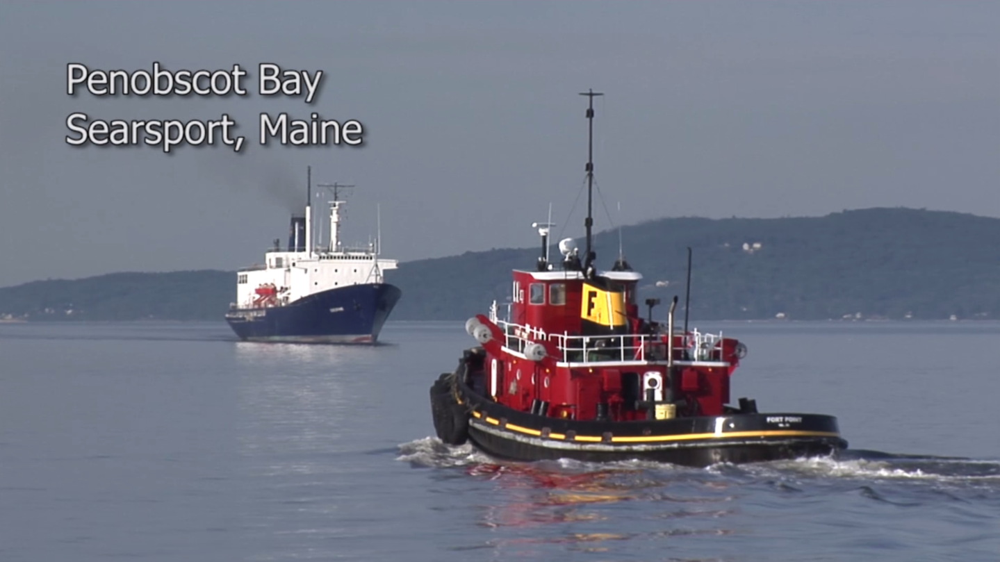 Penobscot Bay
Searsport, Maine
F
FORT POINT